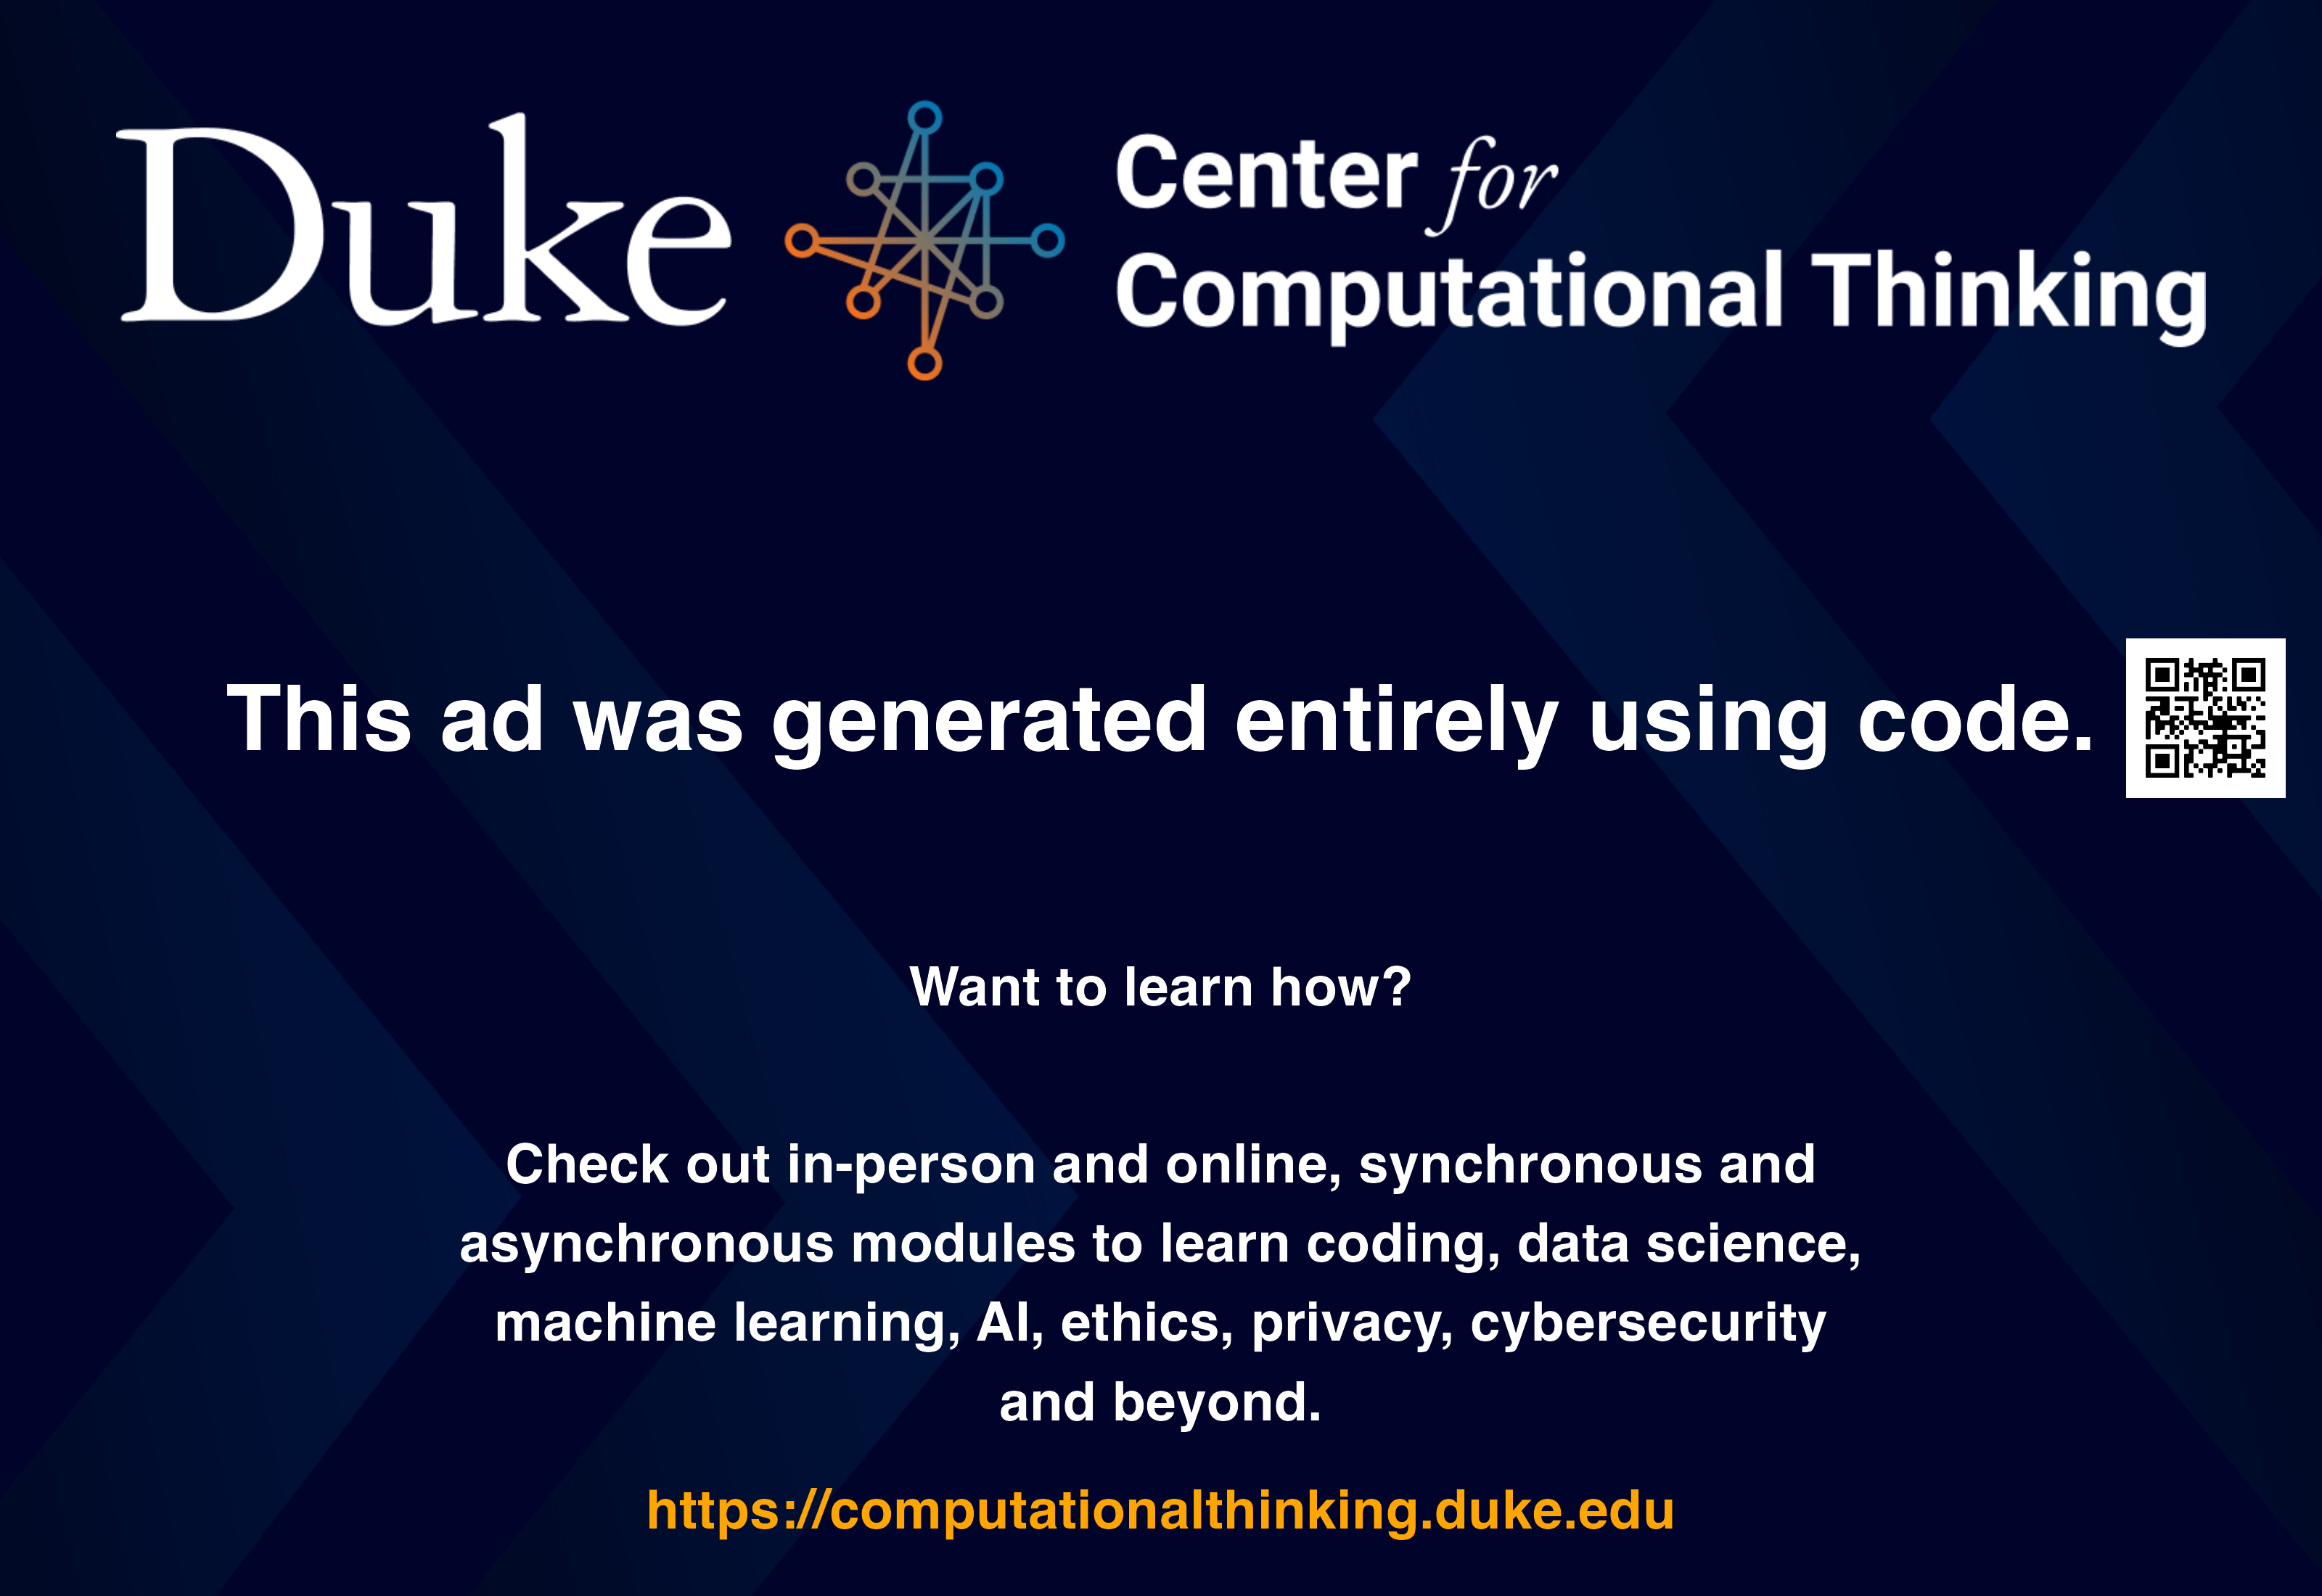 Duke
Center for
Computational Thinking
This ad was generated entirely using code.
Want to learn how?
Check out in-person and online, synchronous and
asynchronous modules to learn coding, data science,
machine learning, AI, ethics, privacy, cybersecurity
and beyond.
https://computationalthinking.duke.edu